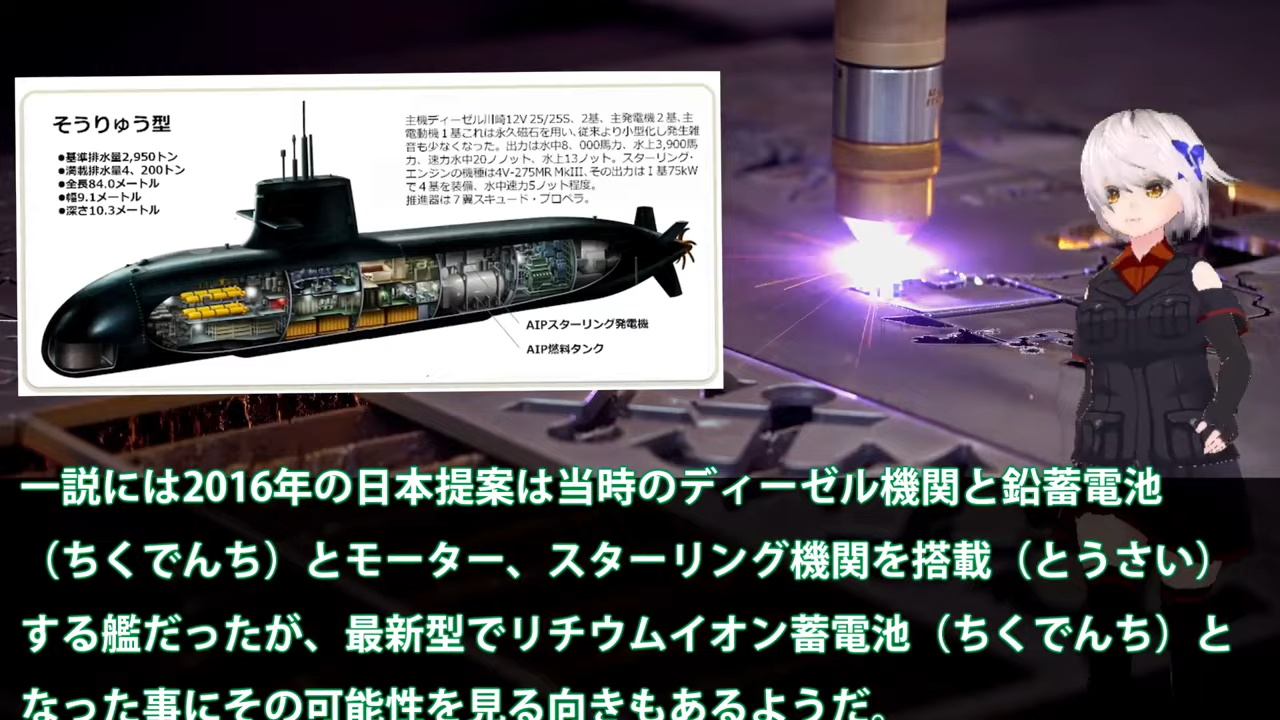 そうりゅう型
●基準排水量2,950トン
●満載排水量4、200トン
●全長84.0メートル
●幅9.1メートル
●深さ10.3メートル
主機ディーゼル川崎12V 25/25S、2基、主発電機２基、主
電動機１基これは永久磁石を用い、従来より小型化し発生雑
音も少なくなった。出力は水中8、000馬力、水上3,900馬
力、速力水中20ノット、水上13ノット。スターリング・
エンジンの機種は4V-275MR MkIII、その出力はⅠ基75kW
で４基を装備、水中速力5ノット程度。
推進器は７翼スキュード・プロペラ。
AIPスターリング発電機
AIP燃料タンク
一説には2016年の日本提案は当時のディーゼル機関と鉛蓄電池
（ちくでんち）とモーター、スターリング機関を搭載（とうさい）
する艦だったが、最新型でリチウムイオン蓄電池（ちくでんち）と
なった事にその可能性を見る向きもあるようだ。